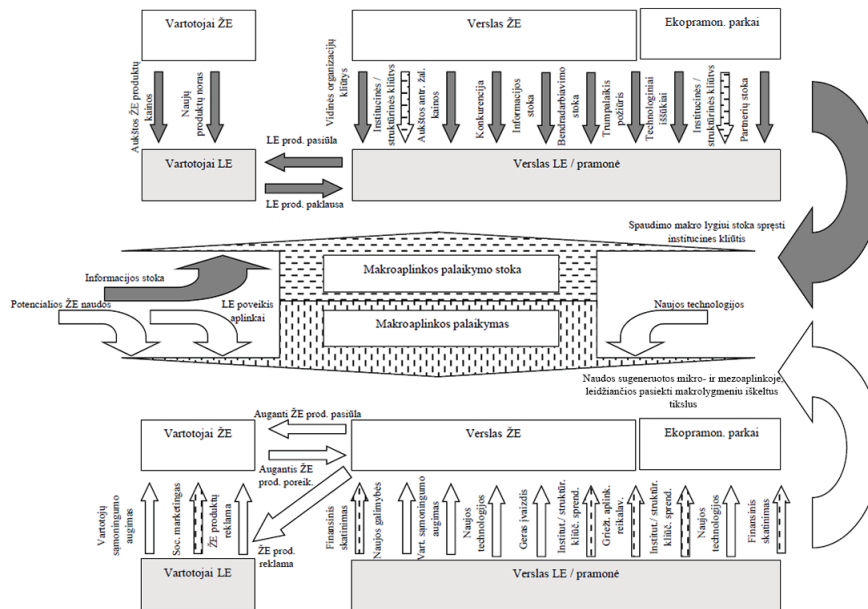 Vartotojai ŽE
Verslas ŽE
Ekopramon. parkai
Aukštos ŽE produktų
kainos
Naujų
produktų noras
Vidinės organizacijų
kliūtys
Institucinės /
struktūrinės kliūtys
Aukštos antr. žal.
kainos
Konkurencija
Informacijos
stoka
Bendradarbiavimo
stoka
Trumpalaikis
požiūris
Technologiniai
iššūkiai
Institucinės /
struktūrinės kliūtys
Partnerių stoka
LE prod. pasiūla
Vartotojai LE
Verslas LE / pramonė
LE prod. paklausa
Spaudimo makro lygiui stoka spręsti
institucines kliūtis
Makroaplinkos palaikymo stoka
Informacijos stoka
Potencialios ŽE naudos
LE poveikis
aplinkai
Naujos technologijos
Makroaplinkos palaikymas
Naudos sugeneruotos mikro- ir mezoaplinkoje,
leidžiančios pasiekti makrolygmeniu iškeltus
tikslus
Auganti ŽE prod. pasiūla
Vartotojai ŽE
Verslas ŽE
Ekopramon. parkai
Augantis ŽE
prod. poreik.
Vartotojų
sąmoningumo
augimas
Soc. marketingas
ŽE produktų
reklama
ŽE prod.
reklama
Finansinis
skatinimas
Naujos galimybės
Vart. sąmoningumo
augimas
Naujos
technologijos
Geras įvaizdis
Institut./ struktūr.
kliūč. sprend.
Griežt. aplink.
reikalav.
Institut./ struktūr.
kliūč. sprend.
Naujos
technologijos
Finansinis
skatinimas
Vartotojai LE
Verslas LE / pramonė